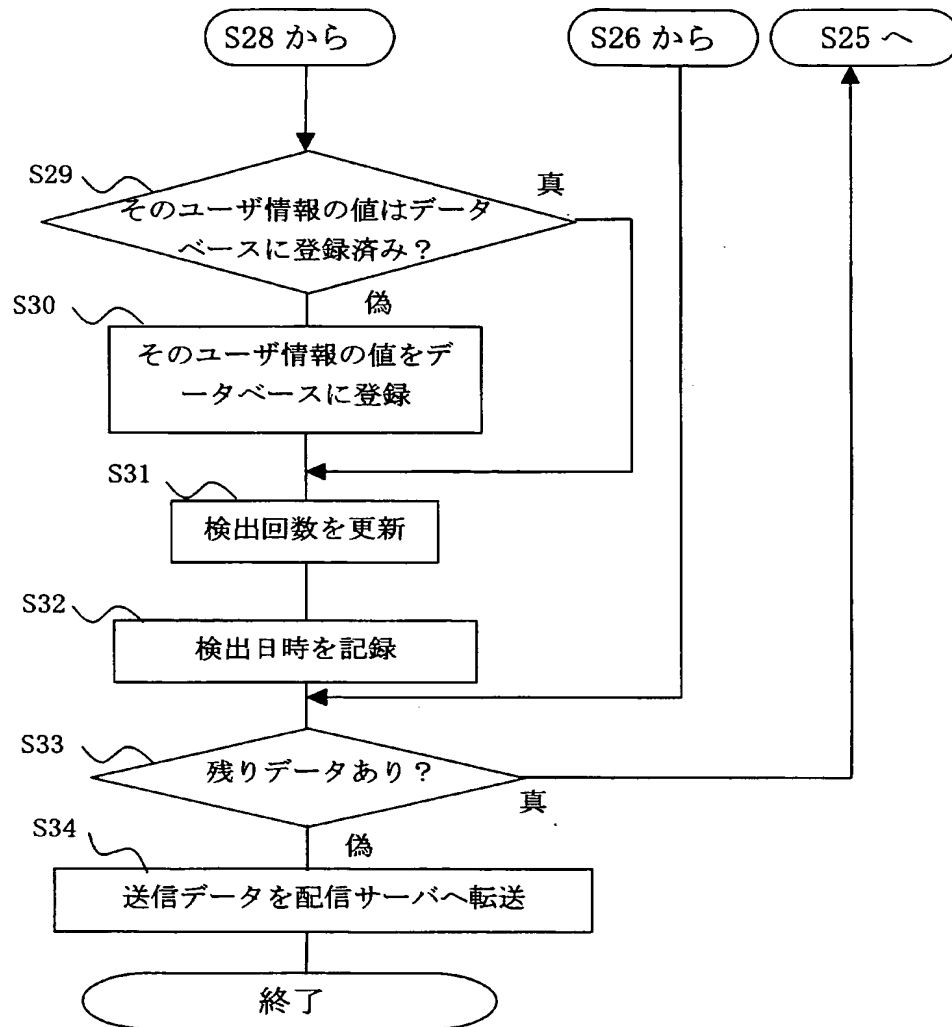 S28 から
S26 から
S25 へ
S29
真
そのユーザ情報の値はデータ
ベースに登録済み？
偽
S30
そのユーザ情報の値をデ
ータベースに登録
S31
検出回数を更新
S32
検出日時を記録
S33
残りデータあり？
真
偽
S34
送信データを配信サーバへ転送
終了